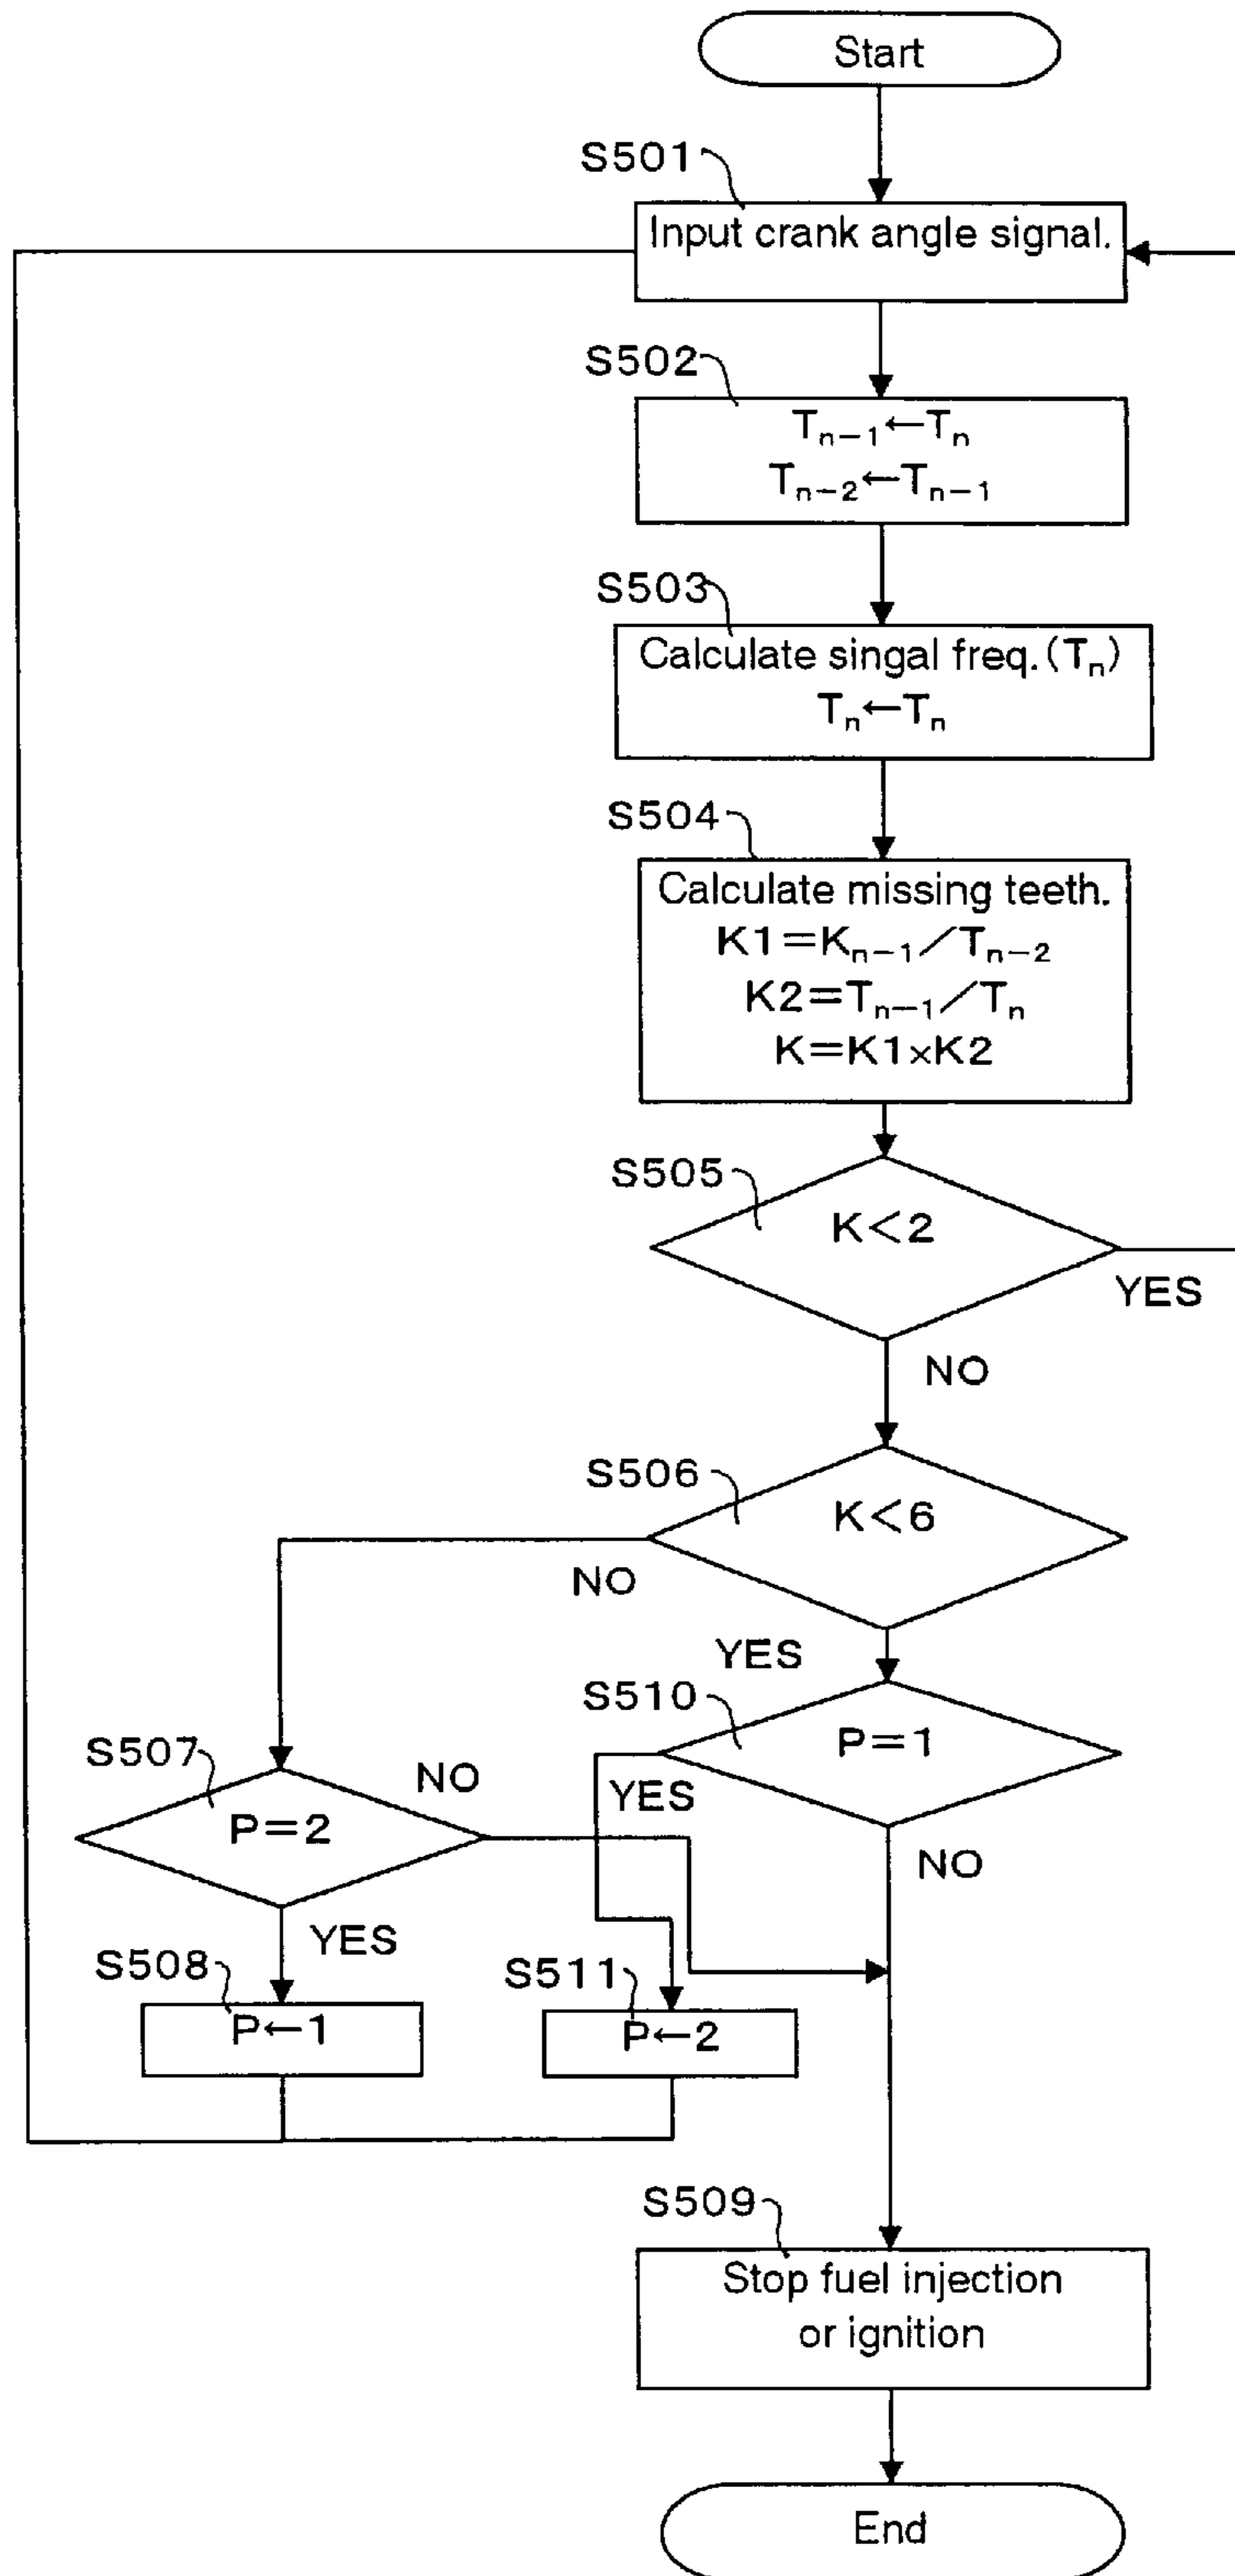 Start
S501
Input crank angle signal.
S502
Tn−1←Tn
Tn−2←Tn−1
S503
Calculate singal freq.(Tn)
Tn←Tn
S504
Calculate missing teeth.
K1=Kn−1/Tn−2
K2=Tn−1/Tn
K=K1×K2
S505
K<2
YES
NO
S506
K<6
NO
YES
S510
P=1
S507
NO
YES
P=2
NO
YES
S508
S511
P←1
P←2
S509
Stop fuel injection
or ignition
End